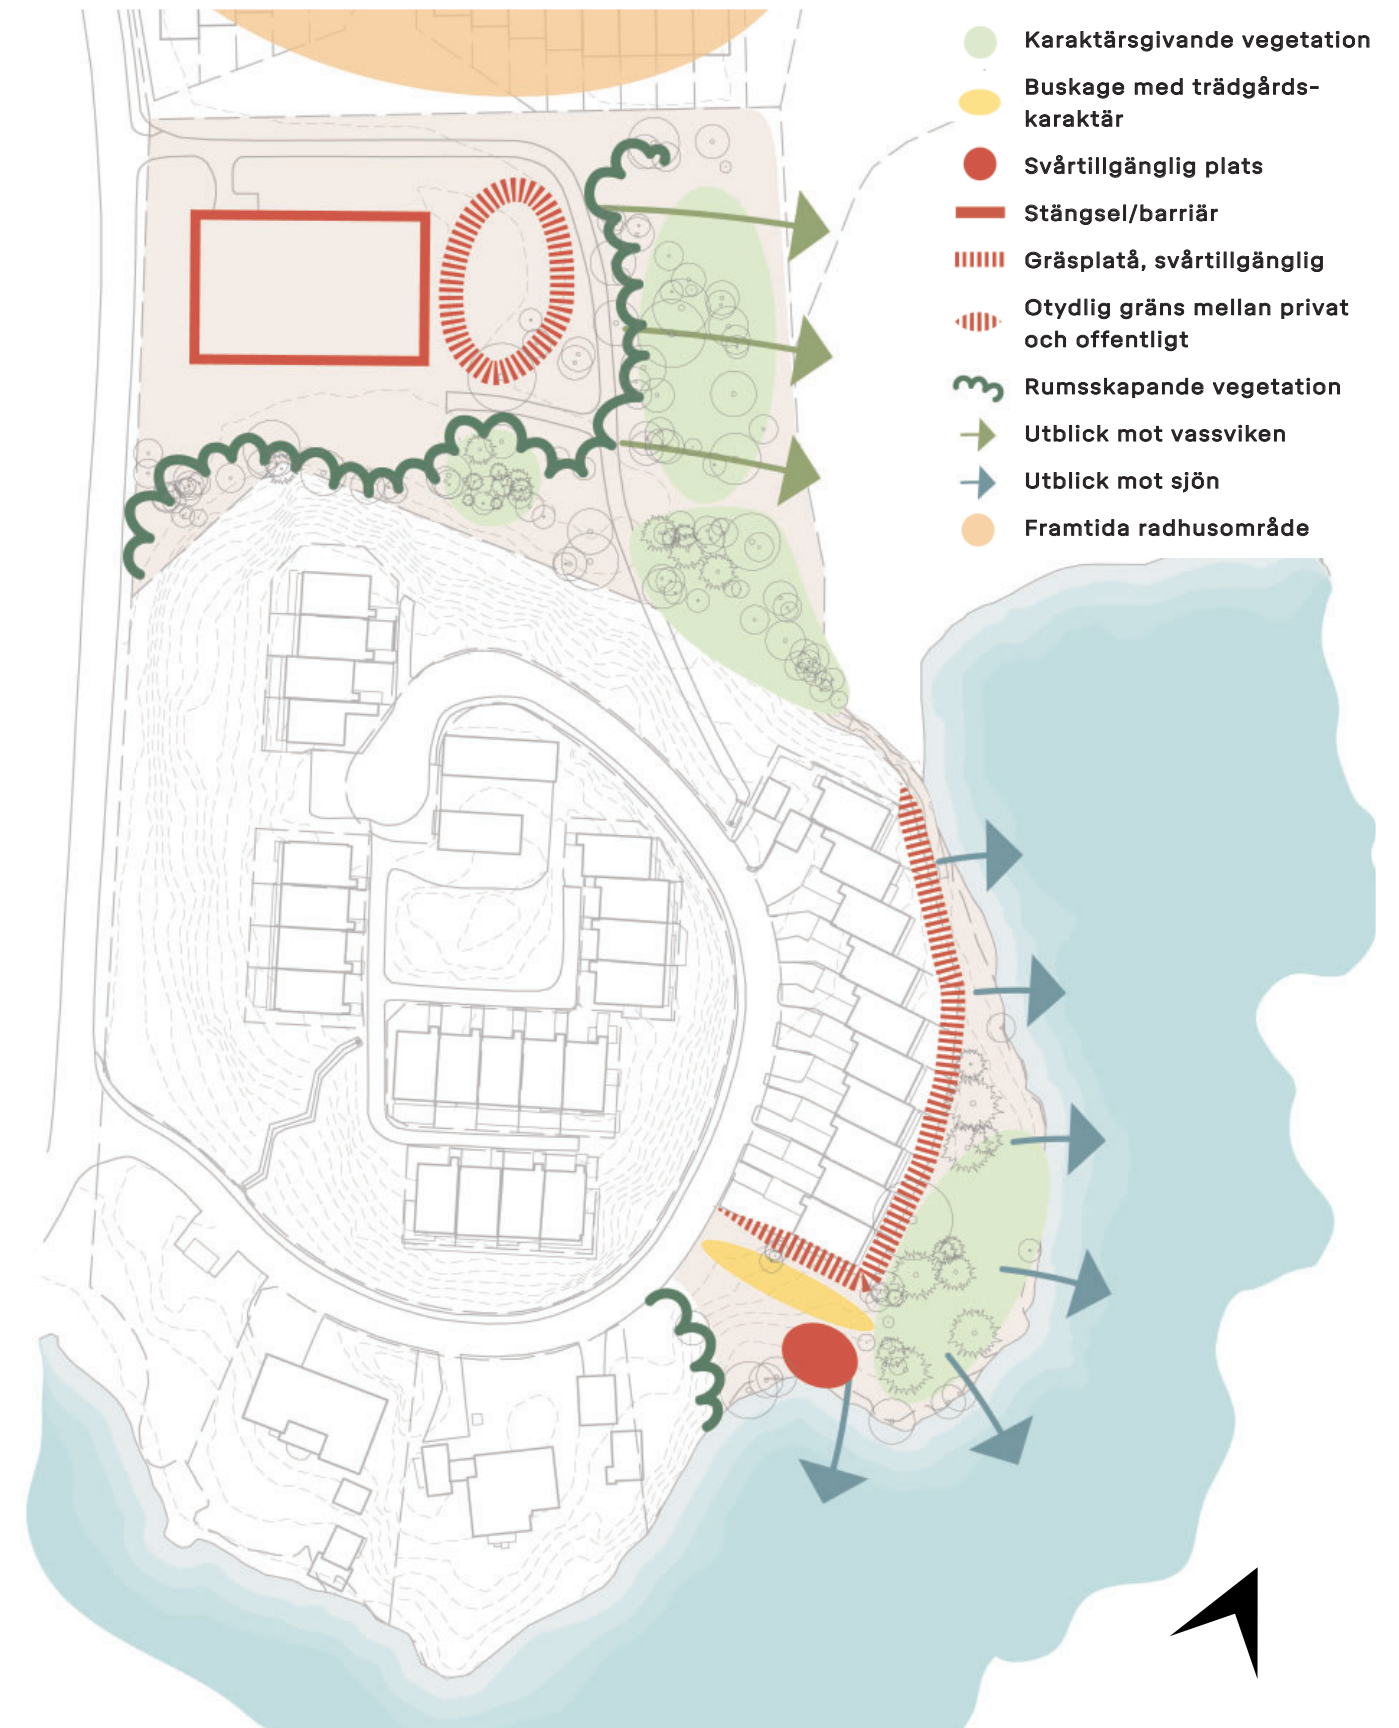 Karaktärsgivande vegetation
Buskage med trädgårds-
karaktär
Svårtillgänglig plats
Stängsel/barriär
Gräsplatå, svårtillgänglig
Otydlig gräns mellan privat
och offentligt
Rumsskapande vegetation
Utblick mot vassviken
Utblick mot sjön
Framtida radhusområde